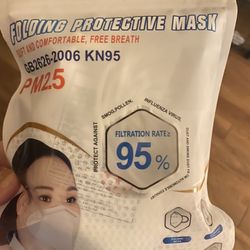 FOLDING PROTECTIVE MASK
SOFT AND COMFORTABLE, FREE BREATH
GB2626-2006 KN95
PM2.5
SMOG, POLLEN,
INFLUENZA VIRUS
PROTECT AGAINST
FILTRATION RATE≥
95%